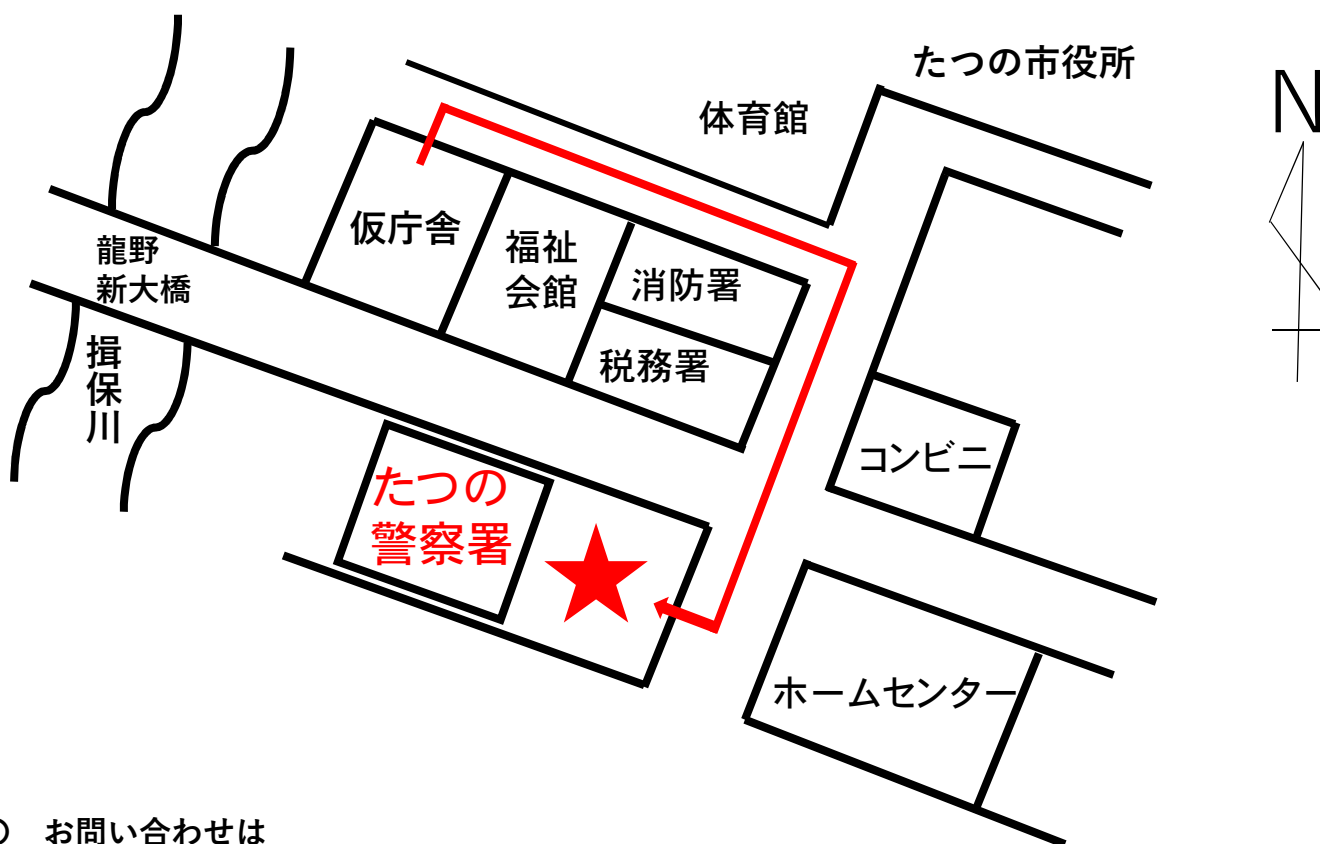 たつの市役所
体育館
N
仮庁舎
福祉
会館
消防署
税務署
龍野
新大橋
揖保川
コンビニ
たつの
警察署
ホームセンター
〇 お問い合わせは